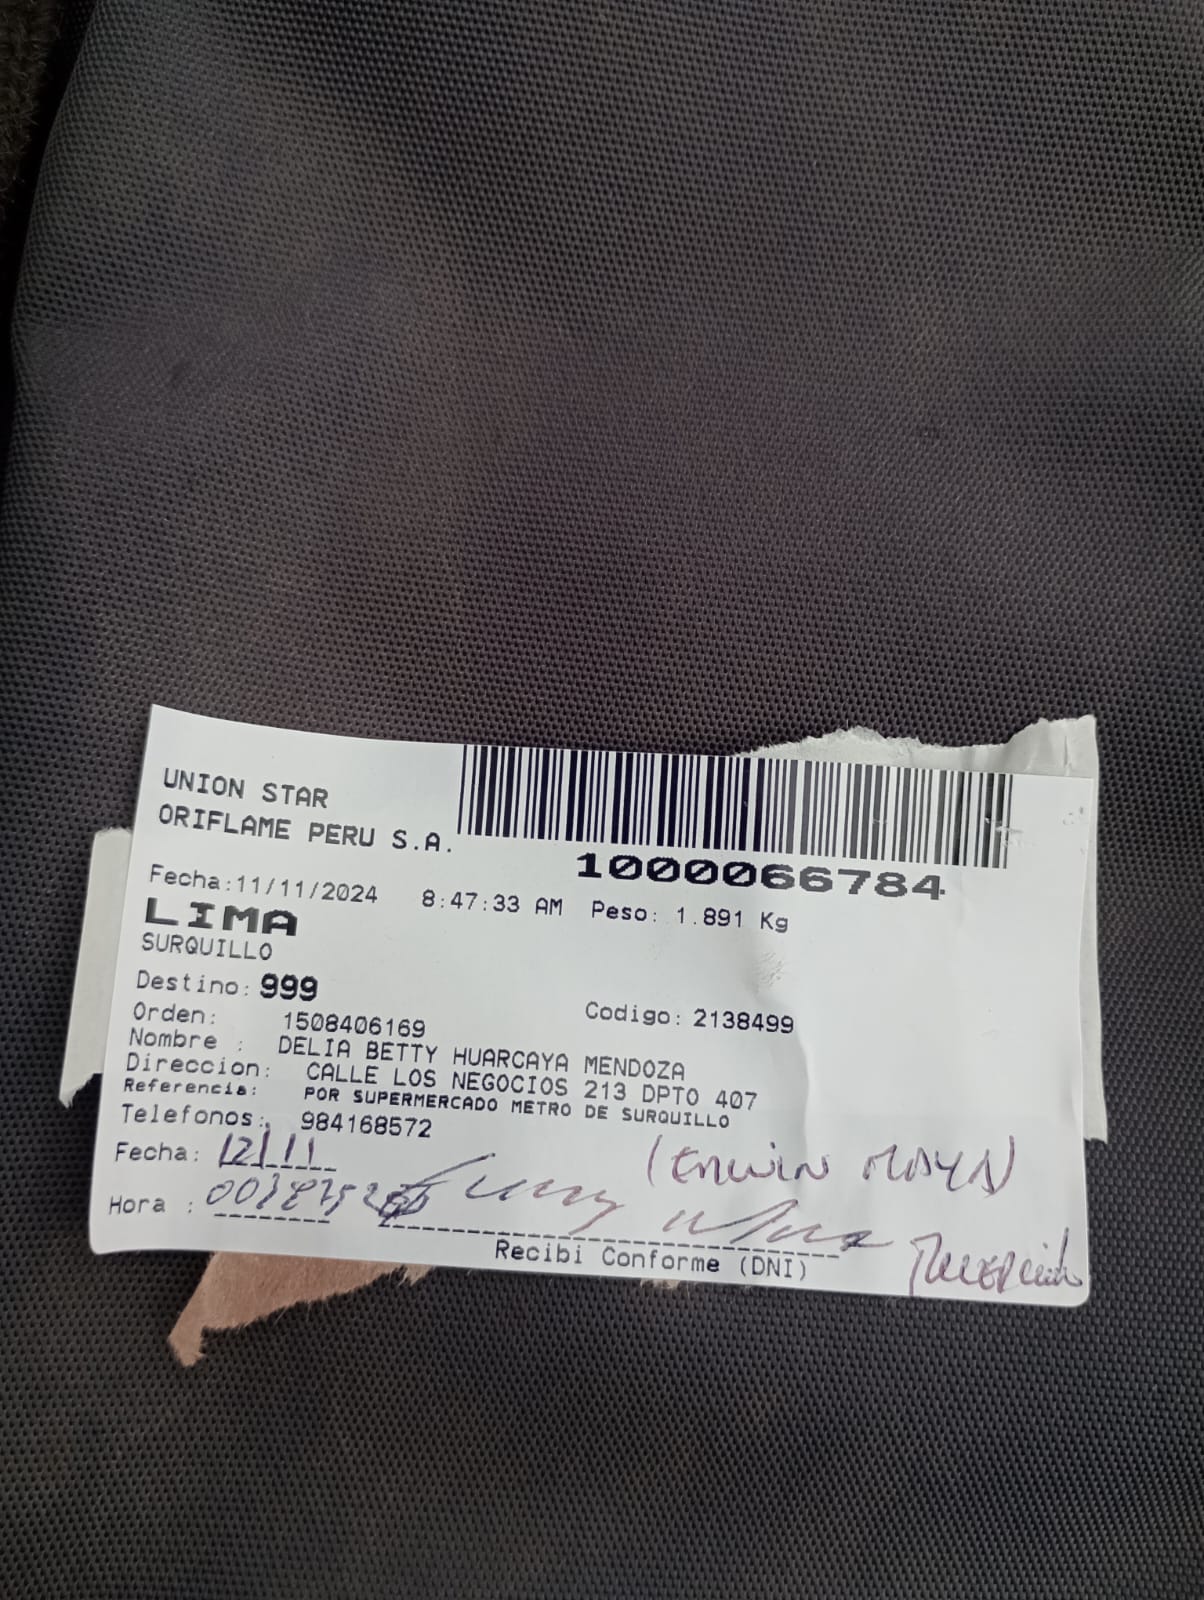 UNION STAR
ORIFLAME PERU S.A.
1000066784
Fecha:11/11/2024 8:47:33 AM Peso: 1.891 Kg
LIMA
SURQUILLO
Destino: 999
Orden: 1508406169 Codigo: 2138499
Nombre : DELIA BETTY HUARCAYA MENDOZA
Direccion: CALLE LOS NEGOCIOS 213 DPTO 407
Referencia: POR SUPERMERCADO METRO DE SURQUILLO
Telefonos: 984168572
Fecha: 12/11
Hora :
Recibi Conforme (DNI)